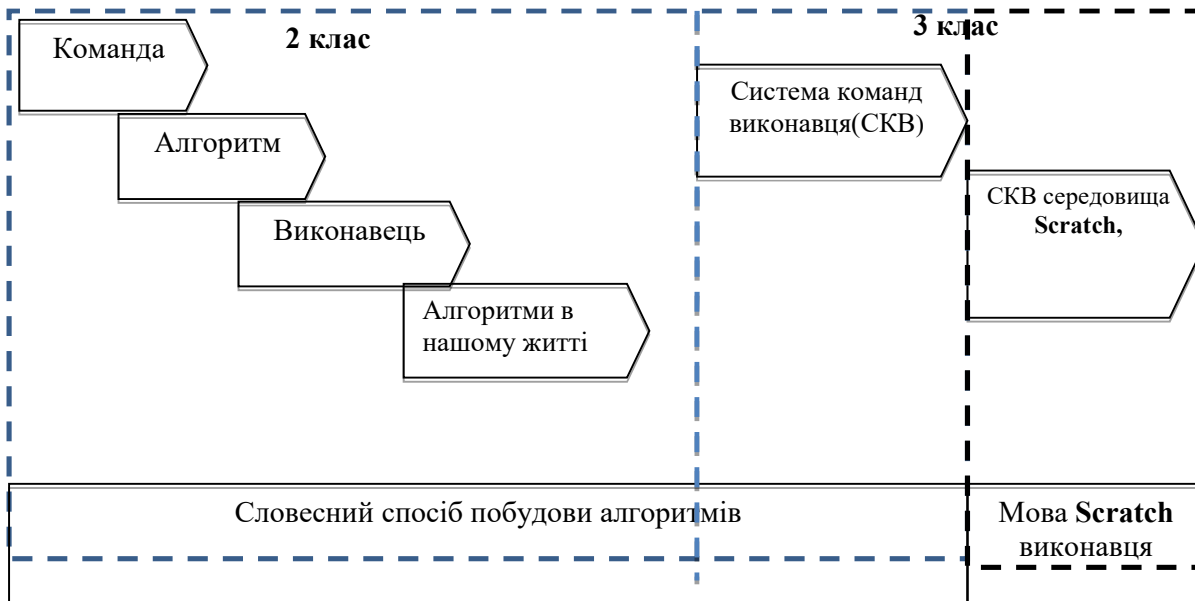 2 клас
3 клас
Команда
Алгоритм
Виконавець
Алгоритми в
нашому житті
Система команд
виконавця(СКВ)
СКВ середовища
Scratch,
Словесний спосіб побудови алгоритмів
Мова Scratch
виконавця